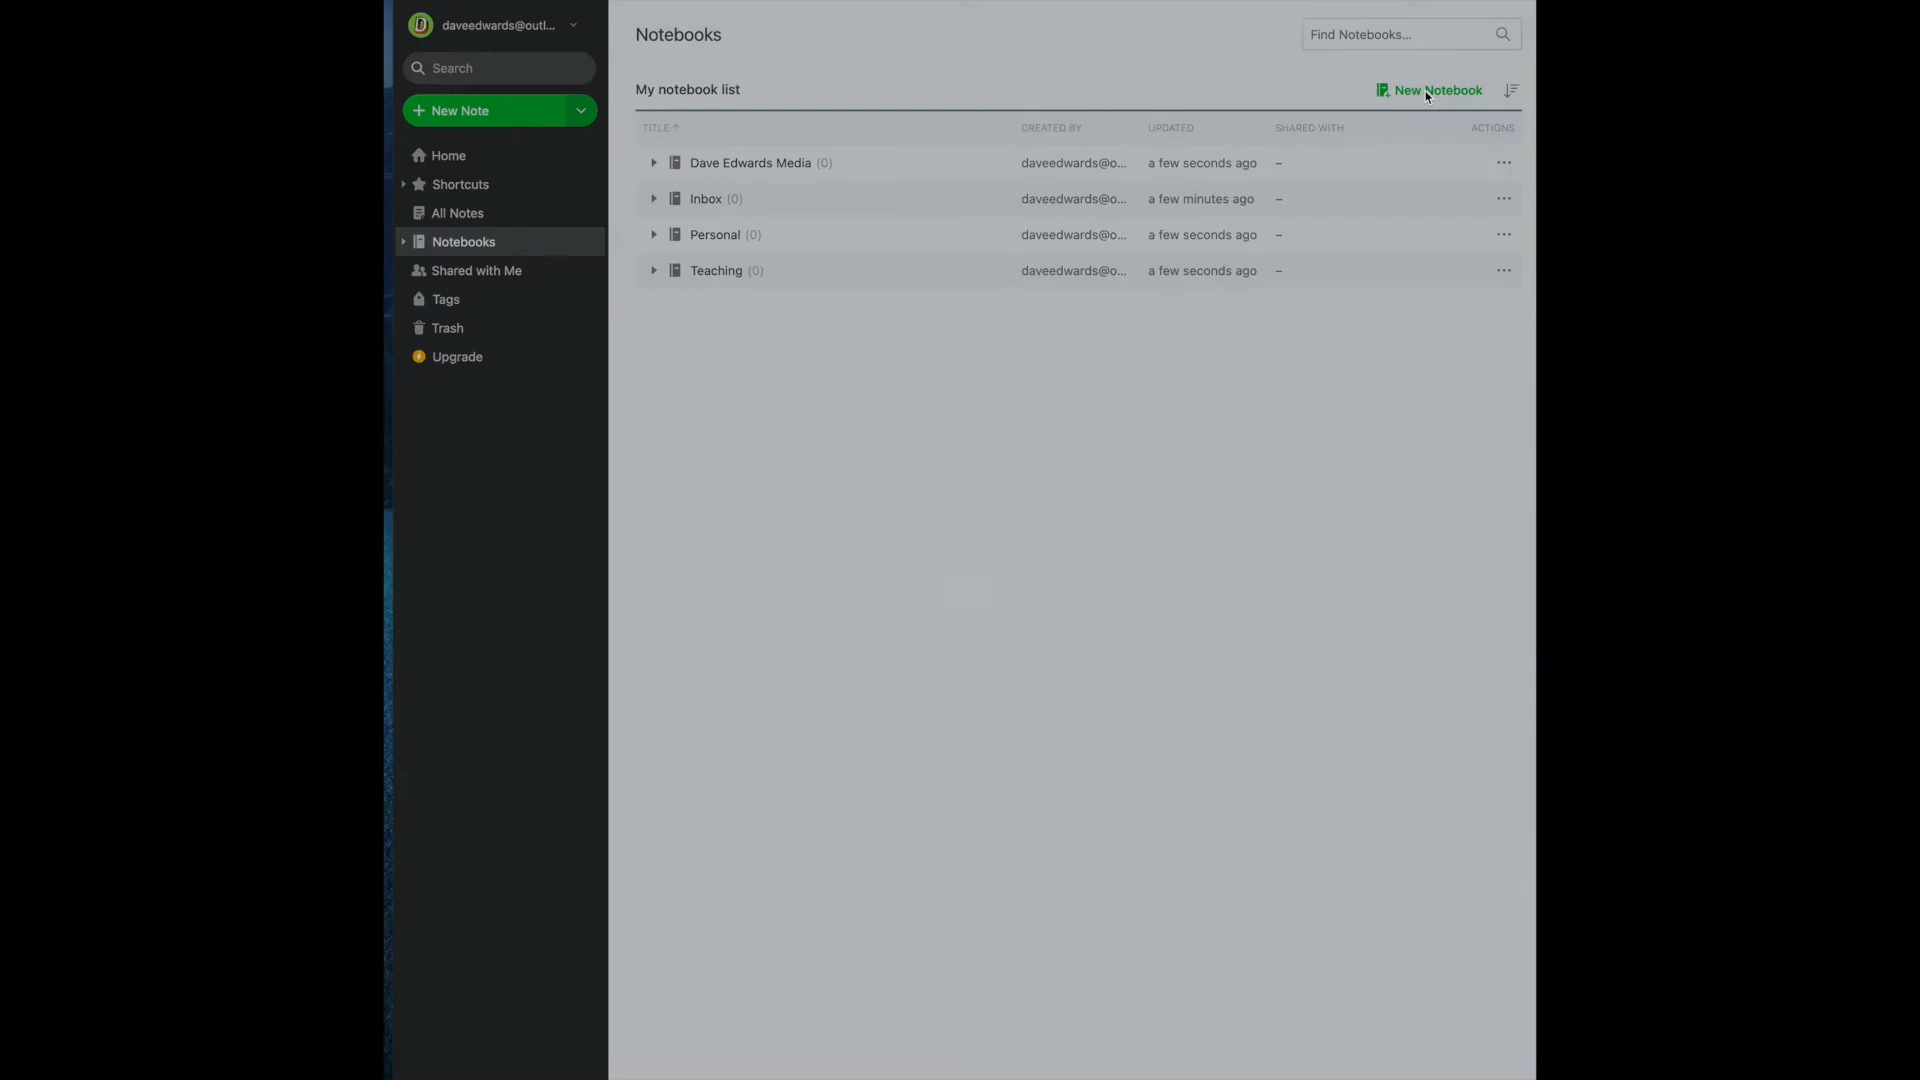 D daveedwards@outl...
Search
New Note
Home
Shortcuts
All Notes
Notebooks
Shared with Me
Tags
Trash
Upgrade
Notebooks
Find Notebooks...
My notebook list
New Notebook
TITLE CREATED BY UPDATED SHARED WITH ACTIONS
Dave Edwards Media (0) daveedwards@o... a few seconds ago –
Inbox (0) daveedwards@o... a few minutes ago –
Personal (0) daveedwards@o... a few seconds ago –
Teaching (0) daveedwards@o... a few seconds ago –